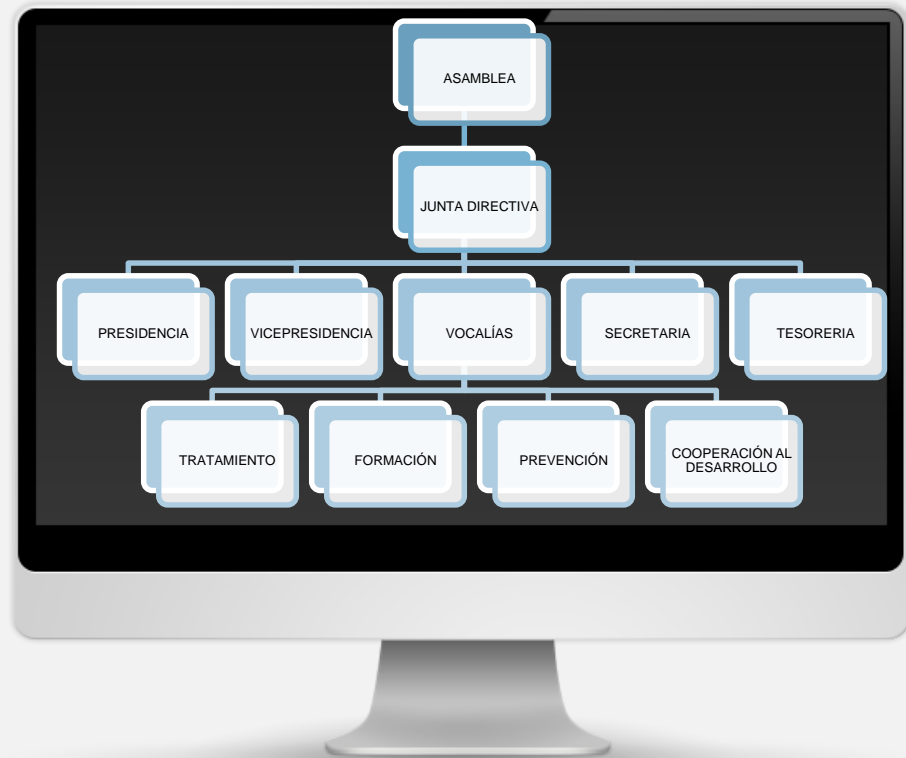 ASAMBLEA
JUNTA DIRECTIVA
PRESIDENCIA
VICEPRESIDENCIA
VOCALÍAS
SECRETARIA
TESORERIA
TRATAMIENTO
FORMACIÓN
PREVENCIÓN
COOPERACIÓN AL
DESARROLLO